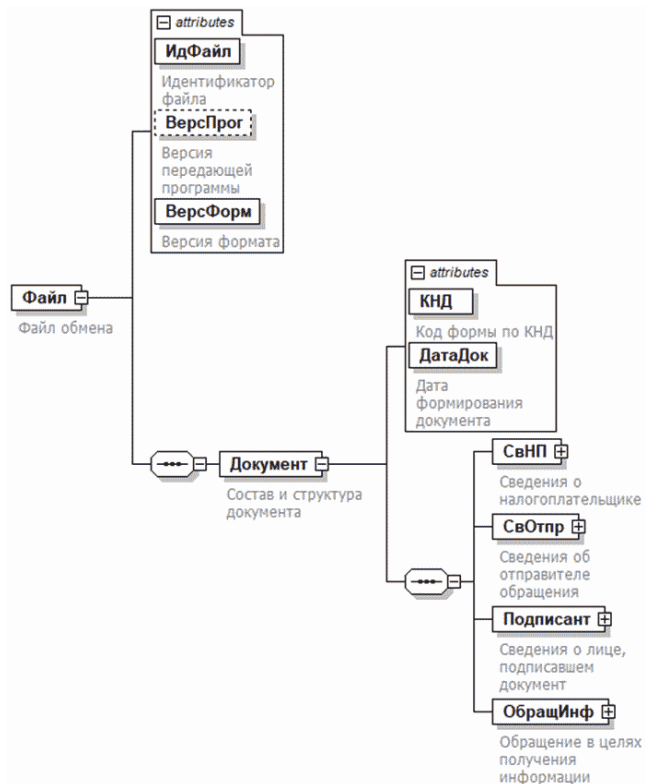 attributes
ИдФайл
Идентификатор
файла
ВерсПрог
Версия
передающей
программы
ВерсФорм
Версия формата
Файл
Файл обмена
Документ
Состав и структура
документа
attributes
КНД
Код формы по КНД
ДатаДок
Дата
формирования
документа
СвНП
Сведения о
налогоплательщике
СвОтпр
Сведения об
отправителе
обращения
Подписант
Сведения о лице,
подписавшем
документ
ОбращИнф
Обращение в целях
получения
информации